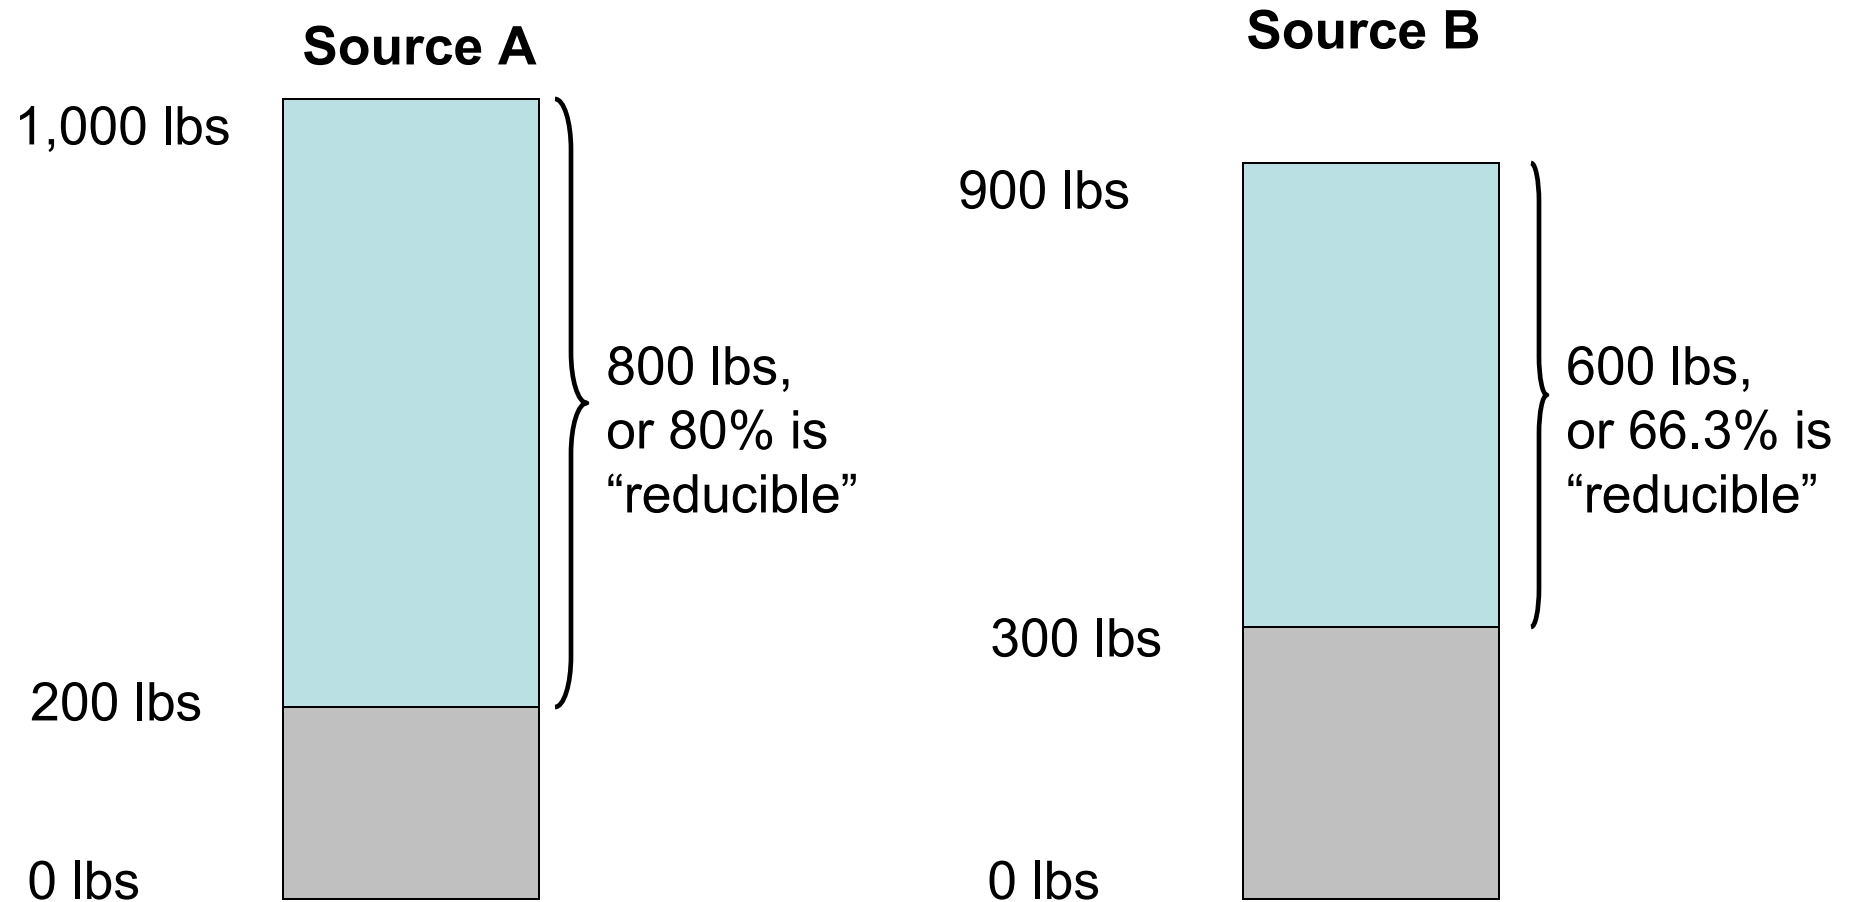 Source A
1,000 lbs
800 lbs,
or 80% is
“reducible”
200 lbs
0 lbs
Source B
900 lbs
600 lbs,
or 66.3% is
“reducible”
300 lbs
0 lbs